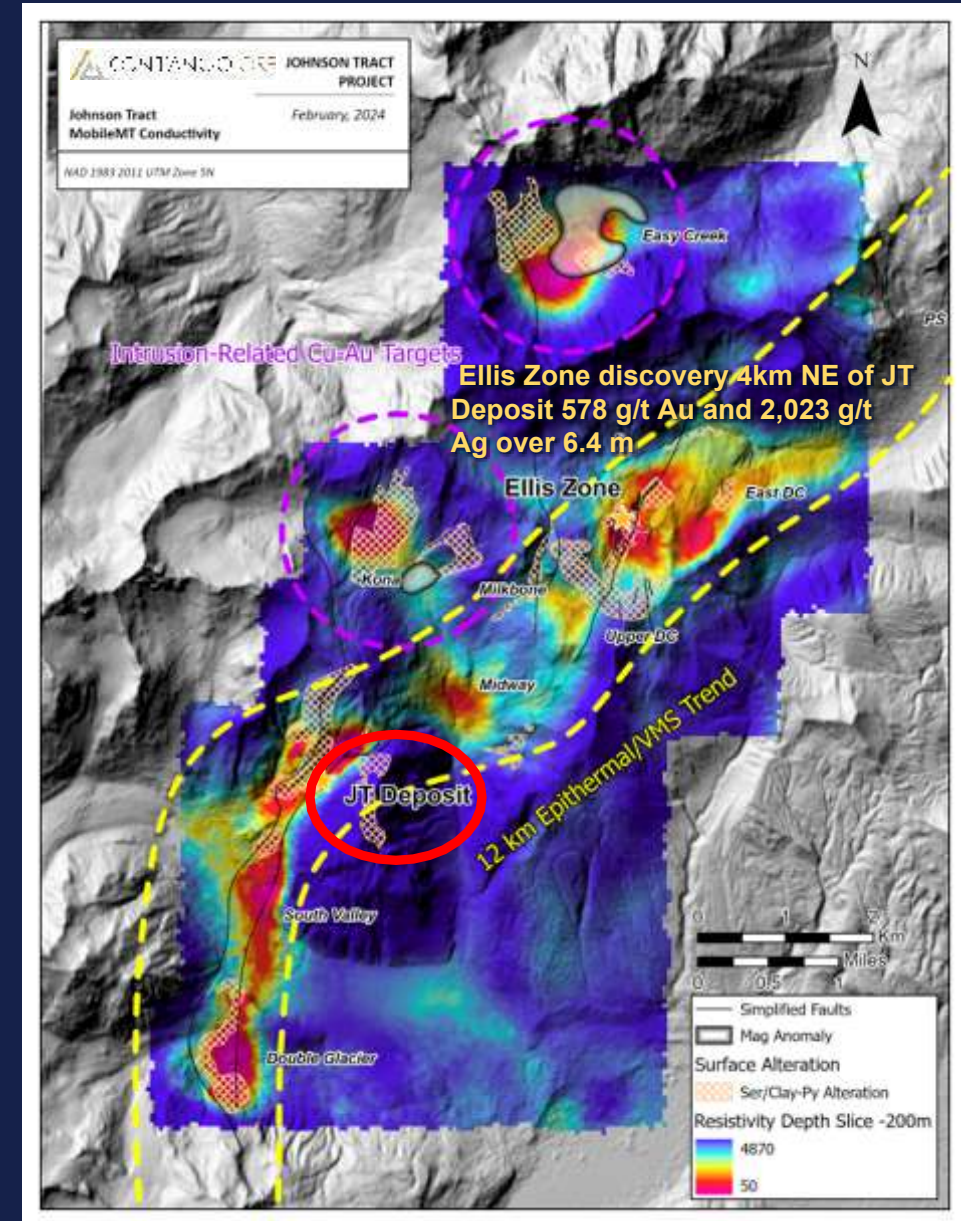 CONTANGO ORE JOHNSON TRACT
PROJECT
Johnson Tract
MobileMT Conductivity
February, 2024
NAD 1983 2011 UTM Zone 5N
N
Easy Creek
PS
Intrusion-Related Cu-Au Targets
Ellis Zone discovery 4km NE of JT
Deposit 578 g/t Au and 2,023 g/t
Ag over 6.4 m
Ellis Zone
East DC
Kona
Milkbone
Upper DC
Midway
12 km Epithermal/VMS Trend
JT Deposit
South Valley
Double Glacier
0 1 2
Km
Miles
0 0.5 1
Simplified Faults
Mag Anomaly
Surface Alteration
Ser/Clay-Py Alteration
Resistivity Depth Slice -200m
4870
50